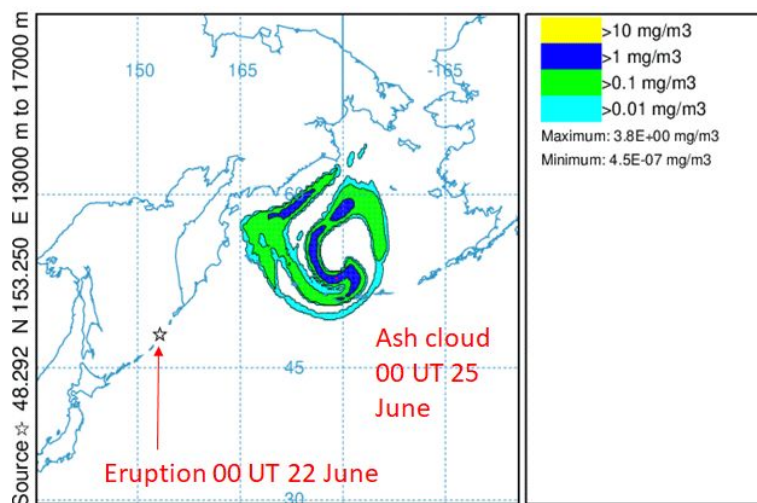 Source ☆ 48.292 N 153.250 E 13000 m to 17000 m
150
165
-165
45
30
Ash cloud
00 UT 25
June
Eruption 00 UT 22 June
>10 mg/m3
>1 mg/m3
>0.1 mg/m3
>0.01 mg/m3
Maximum: 3.8E+00 mg/m3
Minimum: 4.5E-07 mg/m3